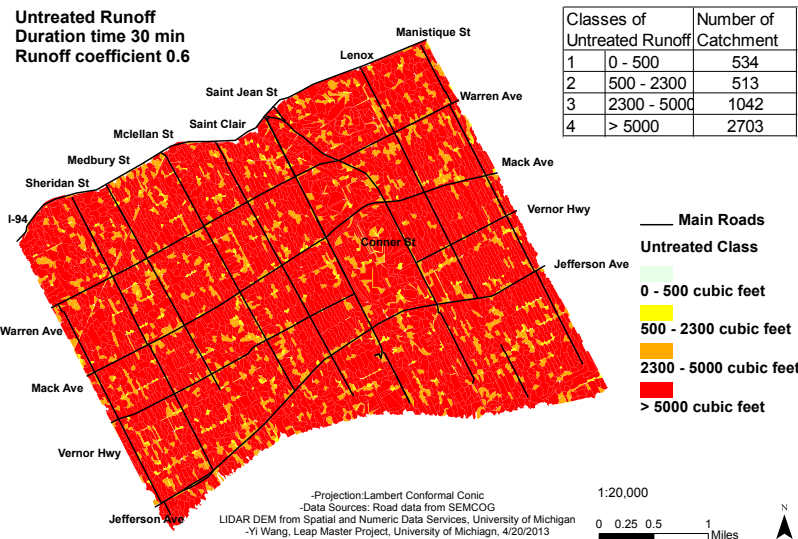 Untreated Runoff
Duration time 30 min
Runoff coefficient 0.6
Classes of Untreated Runoff | Number of Catchment
1 | 0 - 500 | 534
2 | 500 - 2300 | 513
3 | 2300 - 5000 | 1042
4 | > 5000 | 2703
Manistique St
Lenox
Saint Jean St
Warren Ave
Saint Clair
Mclellan St
Medbury St
Mack Ave
Sheridan St
Vernor Hwy
I-94
Conner St
Jefferson Ave
Warren Ave
Mack Ave
Vernor Hwy
Jefferson Ave
Main Roads
Untreated Class
0 - 500 cubic feet
500 - 2300 cubic feet
2300 - 5000 cubic feet
> 5000 cubic feet
-Projection:Lambert Conformal Conic
-Data Sources: Road data from SEMCOG
LIDAR DEM from Spatial and Numeric Data Services, University of Michigan
-Yi Wang, Leap Master Project, University of Michiagn, 4/20/2013
1:20,000
0 0.25 0.5 1 Miles
N